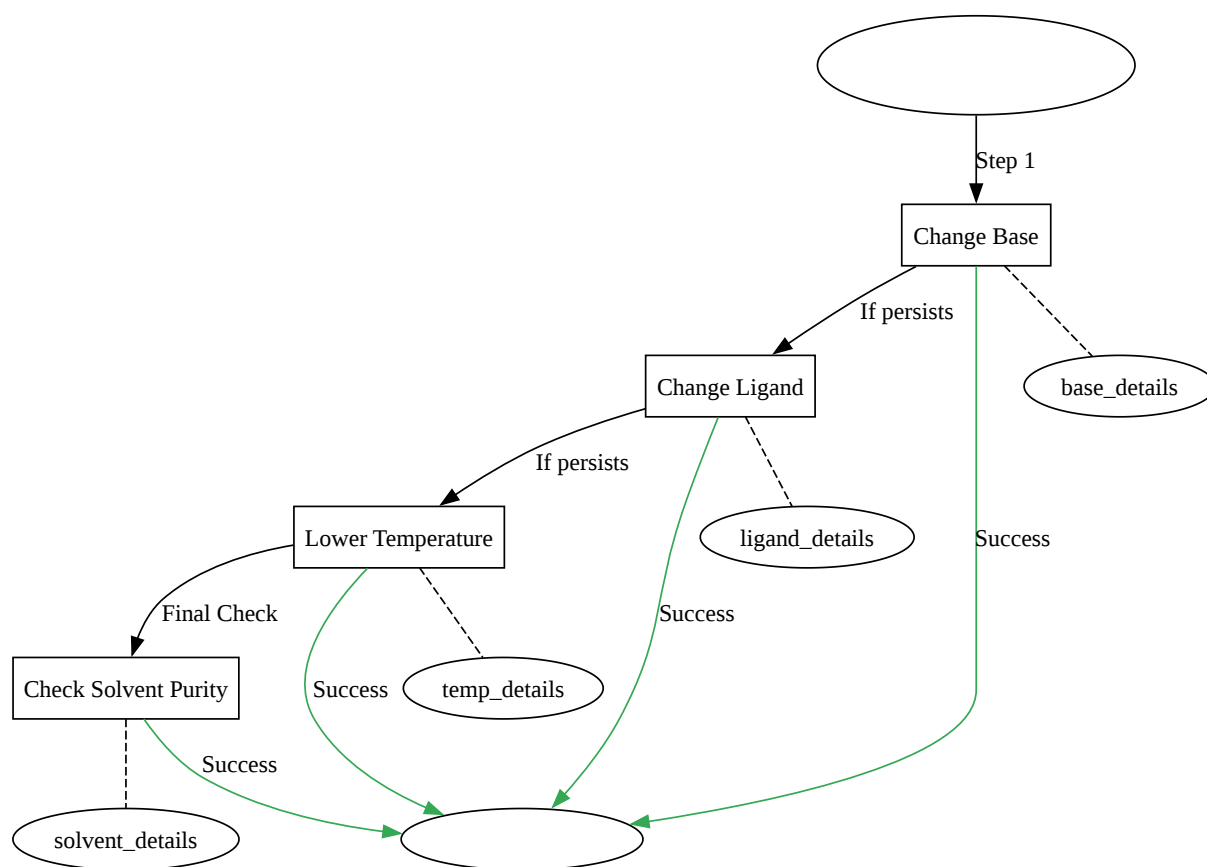 Step 1
Change Base
If persists
Change Ligand
base_details
If persists
Lower Temperature
ligand_details
Success
Final Check
Success
Check Solvent Purity
Success
temp_details
Success
solvent_details